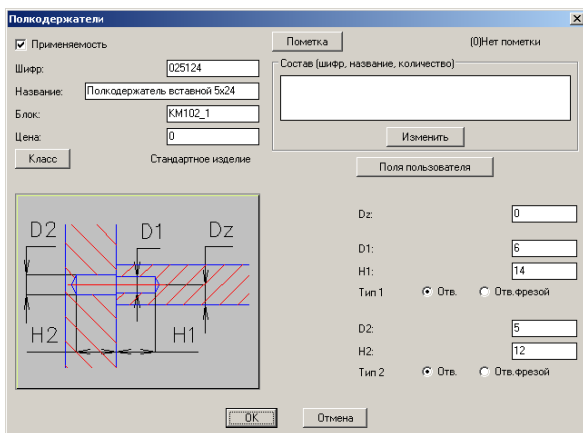 Полкодержатели
Применяемость
Пометка
(0)Нет пометки
Шифр:
025124
Состав (шифр, название, количество)
Название:
Полкодержатель вставной 5x24
Блок:
KM102_1
Цена:
0
Изменить
Класс
Стандартное изделие
Поля пользователя
D2
D1
Dz
H2
H1
Dz:
0
D1:
6
H1:
14
Тип 1
Отв.
Отв.фрезой
D2:
5
H2:
12
Тип 2
Отв.
Отв.фрезой
OK
Отмена